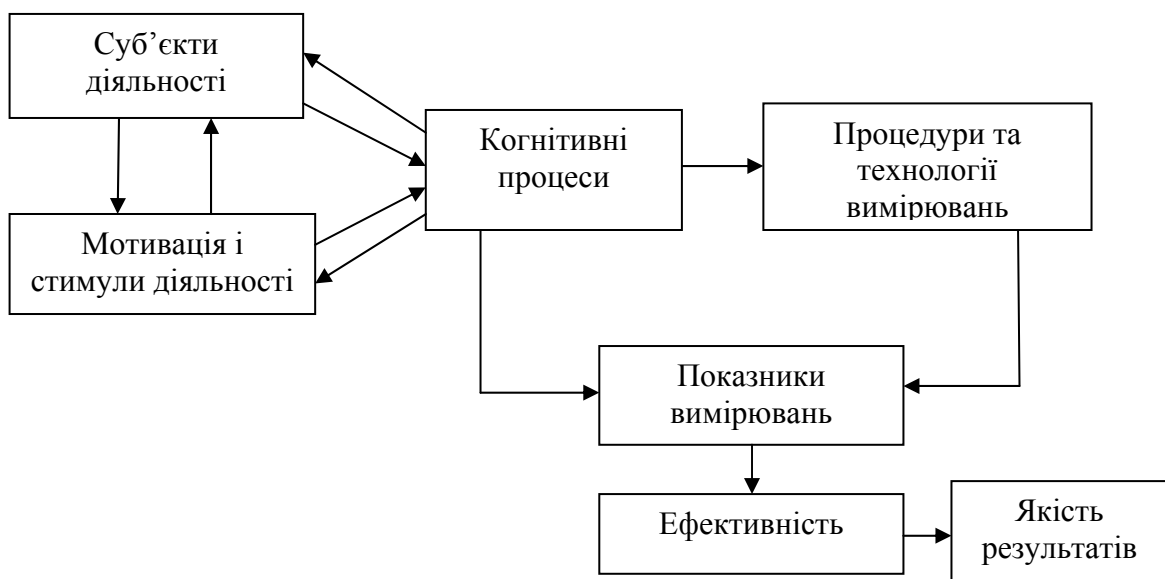 Суб’єкти
діяльності
Мотивація і
стимули діяльності
Когнітивні
процеси
Процедури та
технології
вимірювань
Показники
вимірювань
Ефективність
Якість
результатів